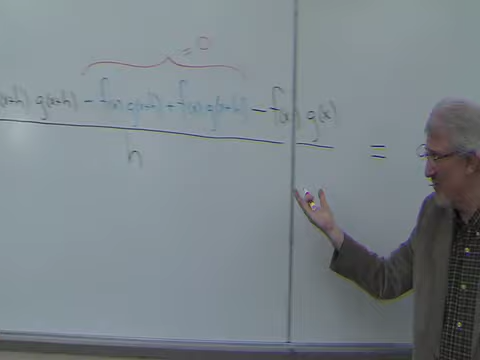 = 0
(x+h) g(x+h) - f(x) g(x+h) + f(x) g(x+h) - f(x) g(x)
h
=